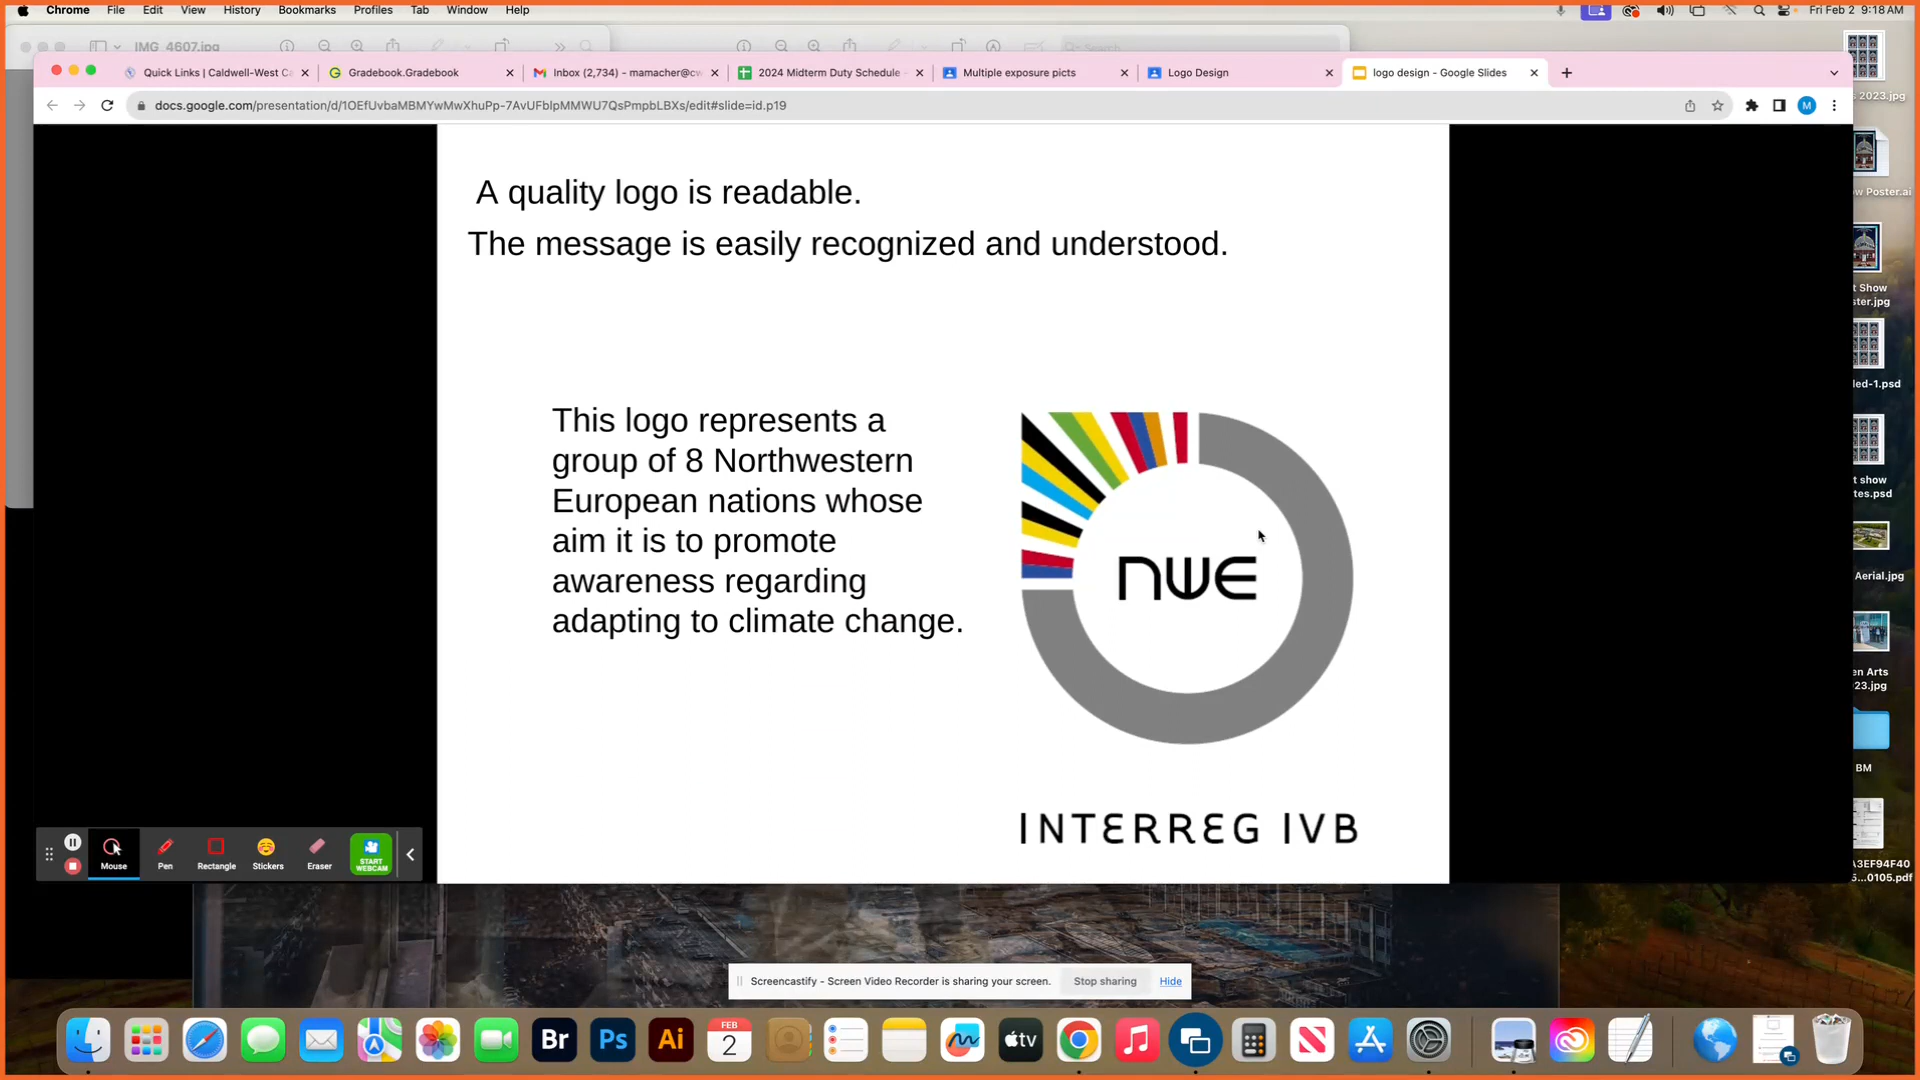 Chrome File Edit View History Bookmarks Profiles Tab Window Help
Fri Feb 2 9:18 AM
IMG_4607.jpg
Search
Quick Links | Caldwell-West C
Gradebook.Gradebook
Inbox (2,734) - mamacher@cw
2024 Midterm Duty Schedule -
Multiple exposure picts
Logo Design
logo design - Google Slides
docs.google.com/presentation/d/1OEfUvbaMBMYwMwXhuPp-7AvUFblpMMWU7QsPmpbLBXs/edit#slide=id.p19
M
s 2023.jpg
ow Poster.ai
t Show
ster.jpg
led-1.psd
t show
tes.psd
Aerial.jpg
en Arts
23.jpg
BM
A3EF94F40
5...0105.pdf
A quality logo is readable.
The message is easily recognized and understood.
This logo represents a
group of 8 Northwestern
European nations whose
aim it is to promote
awareness regarding
adapting to climate change.
NWE
INTERREG IVB
Mouse Pen Rectangle Stickers Eraser
START
WEBCAM
Screencastify - Screen Video Recorder is sharing your screen. Stop sharing Hide
Br Ps Ai
FEB
2
tv